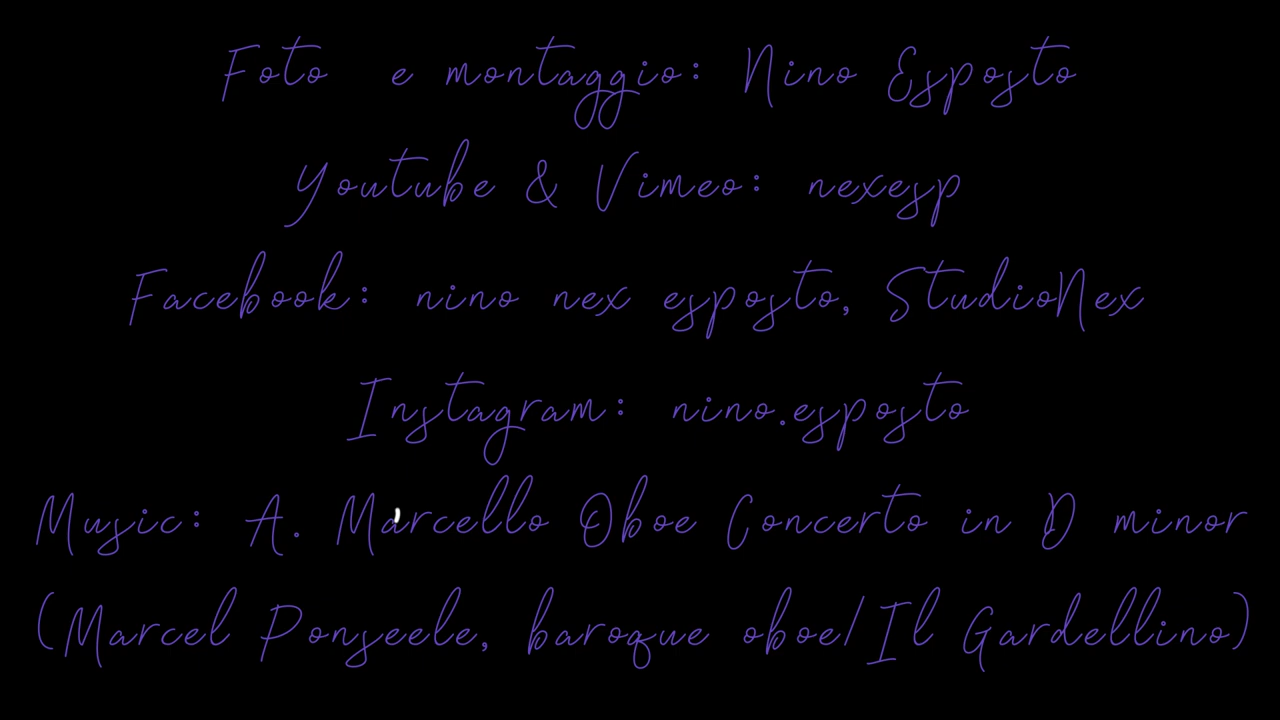 Foto e montaggio: Nino Esposto
Youtube & Vimeo: nexesp
Facebook: nino nex esposto, StudioNex
Instagram: nino.esposto
Music: A. Marcello Oboe Concerto in D minor
(Marcel Ponseele, baroque oboe/Il Gardellino)